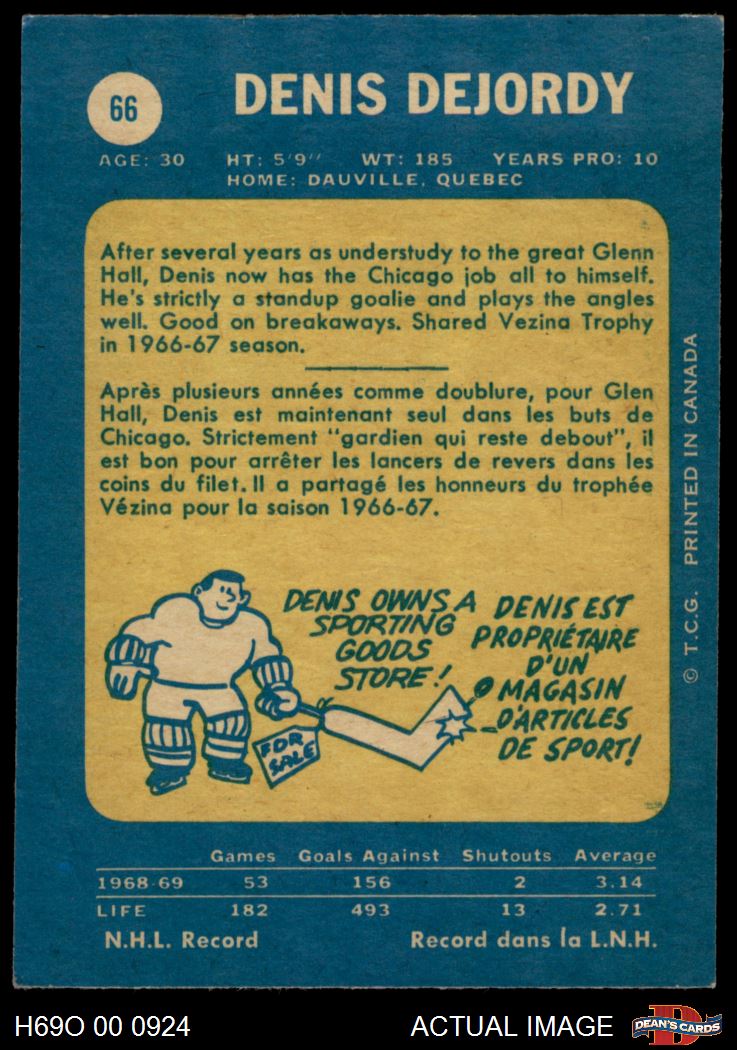 66
DENIS DEJORDY
AGE: 30 HT: 5'9" WT: 185 YEARS PRO: 10
HOME: DAUVILLE, QUEBEC
After several years as understudy to the great Glenn
Hall, Denis now has the Chicago job all to himself.
He's strictly a standup goalie and plays the angles
well. Good on breakaways. Shared Vezina Trophy
in 1966-67 season.
Après plusieurs années comme doublure, pour Glen
Hall, Denis est maintenant seul dans les buts de
Chicago. Strictement "gardien qui reste debout", il
est bon pour arrêter les lancers de revers dans les
coins du filet. Il a partagé les honneurs du trophée
Vézina pour la saison 1966-67.
DENIS OWNS A
SPORTING
GOODS
STORE!
DENIS EST
PROPRIÉTAIRE
D'UN
MAGASIN
D'ARTICLES
DE SPORT!
FOR
SALE
© T.C.G. PRINTED IN CANADA
Games Goals Against Shutouts Average
1968-69 53 156 2 3.14
LIFE 182 493 13 2.71
N.H.L. Record Record dans la L.N.H.
H69O 00 0924 ACTUAL IMAGE DEAN'S CARDS